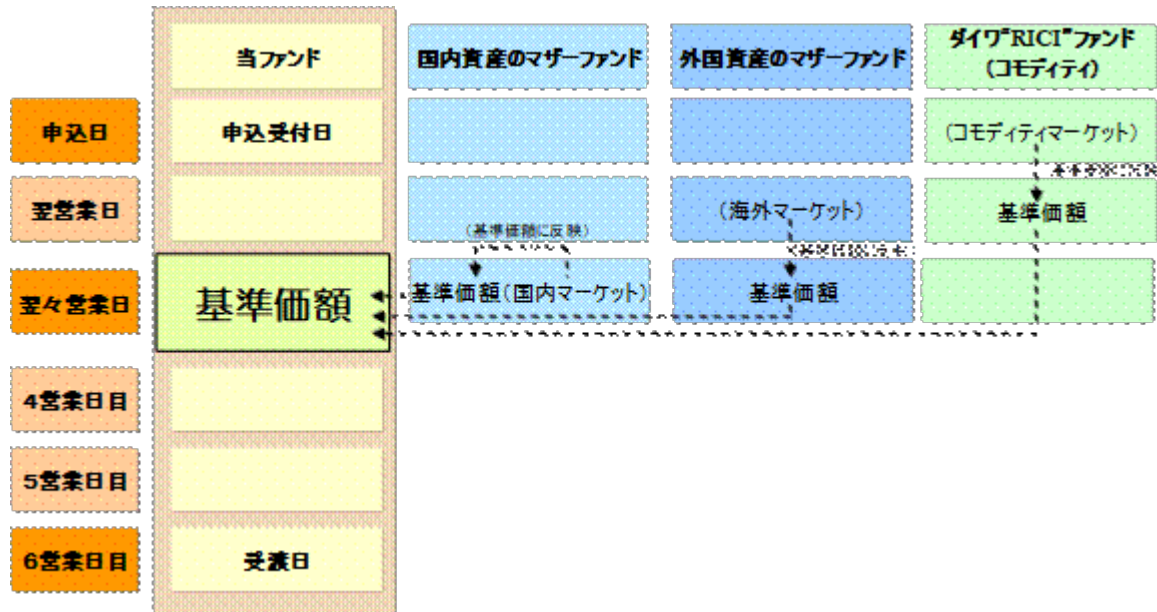 当ファンド
国内資産のマザーファンド
外国資産のマザーファンド
ダイワ"RICI"ファンド
(コモディティ)
申込日
申込受付日
(コモディティマーケット)
翌営業日
(基準価額に反映)
(海外マーケット)
基準価額
翌々営業日
基準価額
基準価額(国内マーケット)
基準価額
4営業日目
5営業日目
6営業日目
受渡日